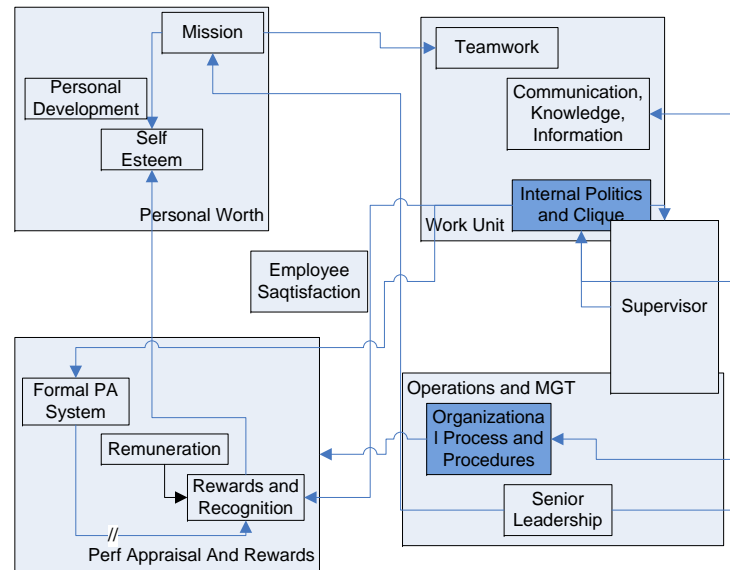 Mission
Personal
Development
Self
Esteem
Personal Worth
Teamwork
Communication,
Knowledge,
Information
Internal Politics
and Clique
Work Unit
Supervisor
Employee
Saqtisfaction
Formal PA
System
Remuneration
Rewards and
Recognition
//
Perf Appraisal And Rewards
Operations and MGT
Organizationa
l Process and
Procedures
Senior
Leadership